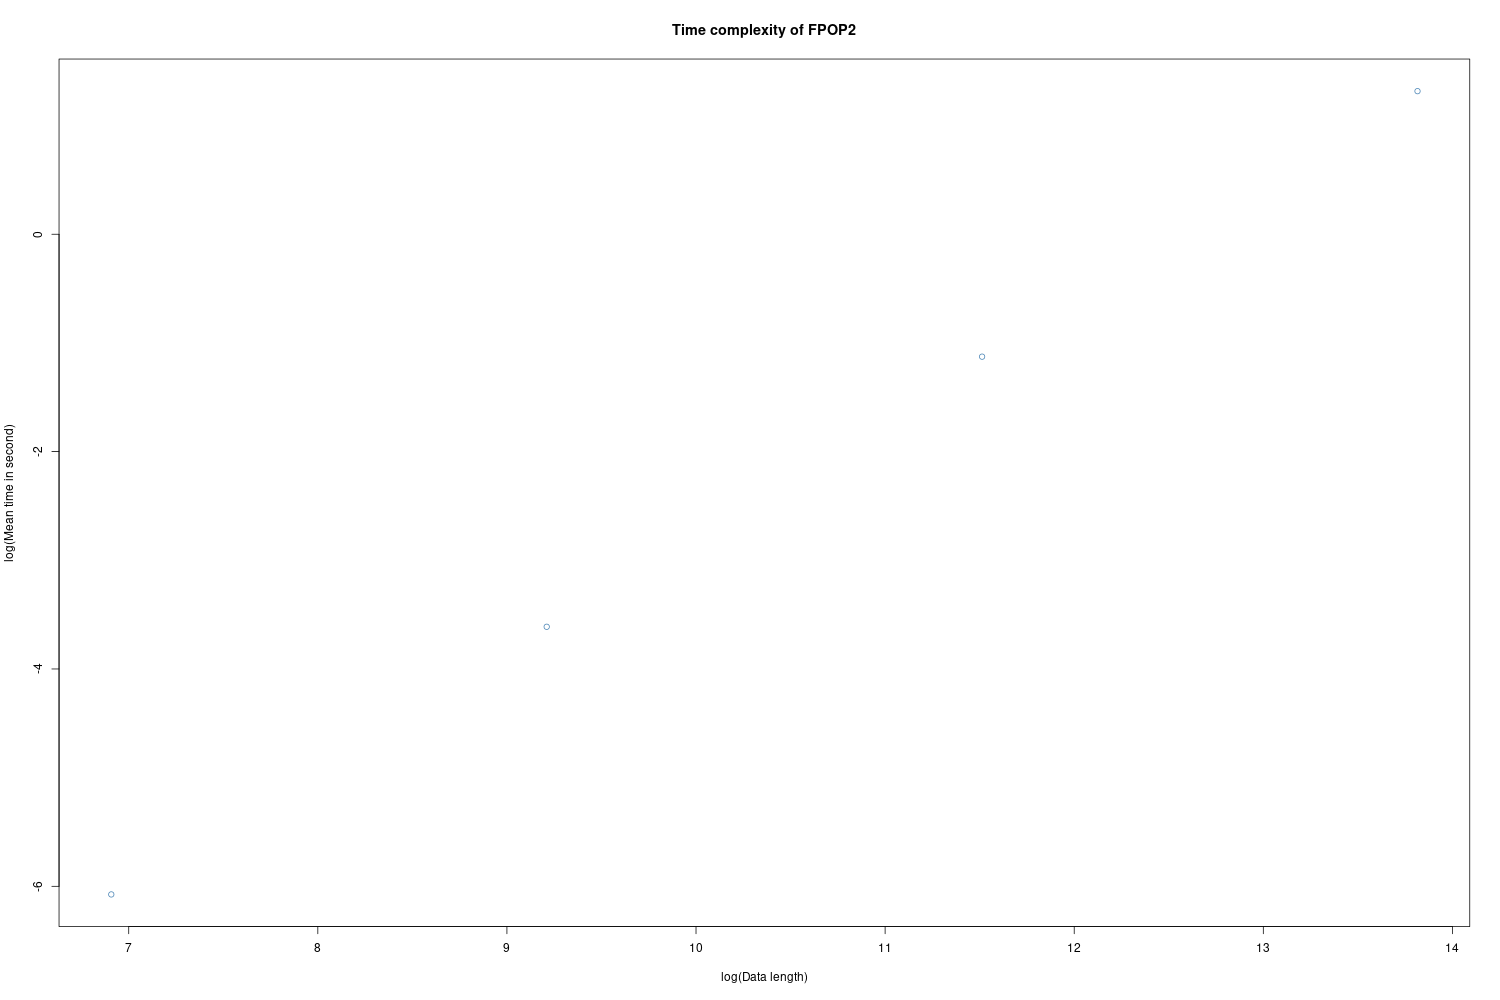 Time complexity of FPOP2
log(Mean time in second)
0
-2
-4
-6
7 8 9 10 11 12 13 14
log(Data length)